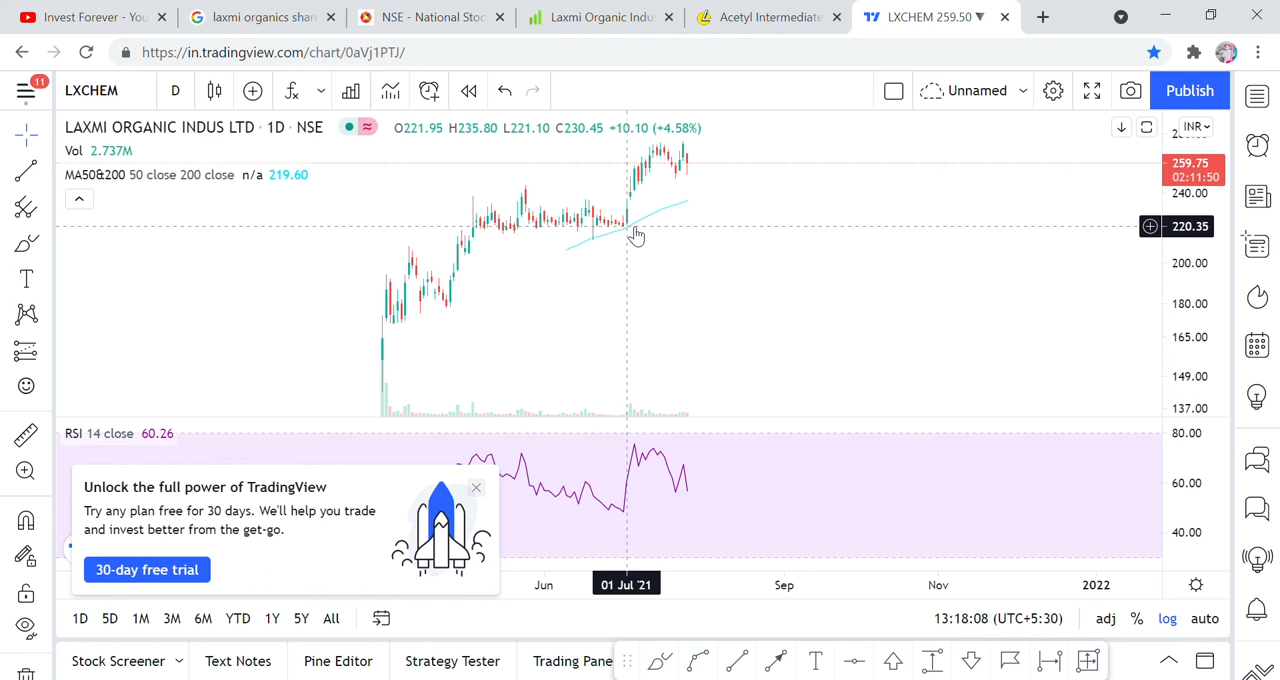 Invest Forever - You
laxmi organics share
NSE - National Stoc
Laxmi Organic Indus
Acetyl Intermediate
LXCHEM 259.50 ▼
https://in.tradingview.com/chart/0aVj1PTJ/
11
LXCHEM
D
Unnamed
Publish
LAXMI ORGANIC INDUS LTD · 1D · NSE
O221.95 H235.80 L221.10 C230.45 +10.10 (+4.58%)
INR
Vol 2.737M
259.75
MA50&200 50 close 200 close n/a 219.60
02:11:50
240.00
220.35
200.00
180.00
165.00
149.00
137.00
RSI 14 close 60.26
80.00
60.00
40.00
Unlock the full power of TradingView
Try any plan free for 30 days. We'll help you trade
and invest better from the get-go.
30-day free trial
Jun
01 Jul '21
Sep
Nov
2022
1D 5D 1M 3M 6M YTD 1Y 5Y All
13:18:08 (UTC+5:30)
adj % log auto
Stock Screener
Text Notes
Pine Editor
Strategy Tester
Trading Pane